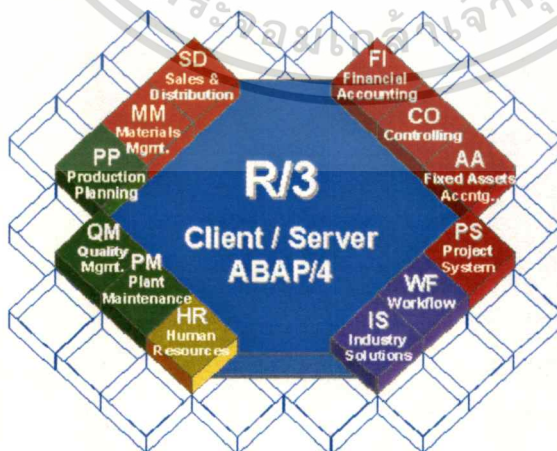 SD
Sales &
Distribution
MM
Materials
Mgmt.
PP
Production
Planning
FI
Financial
Accounting
CO
Controlling
AA
Fixed Assets
Accntg..
R/3
Client / Server
ABAP/4
QM
Quality
Mgmt.
PM
Plant
Maintenance
HR
Human
Resources
PS
Project
System
WF
Workflow
IS
Industry
Solutions